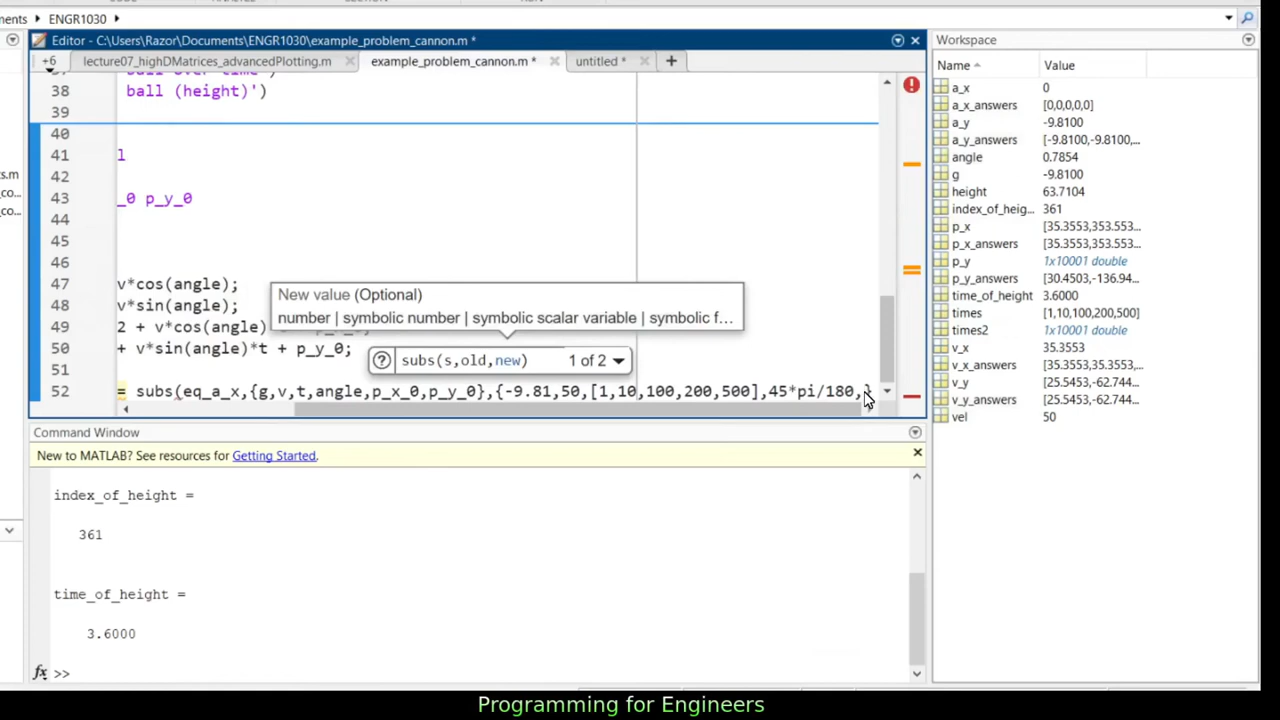 ments ▸ ENGR1030 ▸
Editor - C:\Users\Razor\Documents\ENGR1030\example_problem_cannon.m *
+6 lecture07_highDMatrices_advancedPlotting.m example_problem_cannon.m * untitled * +
38 ball (height)')
39
40
41 l
42
43 _0 p_y_0
44
45
46
47 v*cos(angle);
48 v*sin(angle);
49 2 + v*cos(angle)
50 + v*sin(angle)*t + p_y_0;
51
52 = subs(eq_a_x,{g,v,t,angle,p_x_0,p_y_0},{-9.81,50,[1,10,100,200,500],45*pi/180,}
New value (Optional)
number | symbolic number | symbolic scalar variable | symbolic f...
subs(s,old,new) 1 of 2
Command Window
New to MATLAB? See resources for Getting Started.
index_of_height =
361
time_of_height =
3.6000
fx >>
Workspace
Name Value
a_x 0
a_x_answers [0,0,0,0,0]
a_y -9.8100
a_y_answers [-9.8100,-9.8100,...
angle 0.7854
g -9.8100
height 63.7104
index_of_heig... 361
p_x [35.3553,353.553...
p_x_answers [35.3553,353.553...
p_y 1x10001 double
p_y_answers [30.4503,-136.94...
time_of_height 3.6000
times [1,10,100,200,500]
times2 1x10001 double
v_x 35.3553
v_x_answers [35.3553,35.3553,...
v_y [25.5453,-62.744...
v_y_answers [25.5453,-62.744...
vel 50
s.m
_co...
_co...
Programming for Engineers